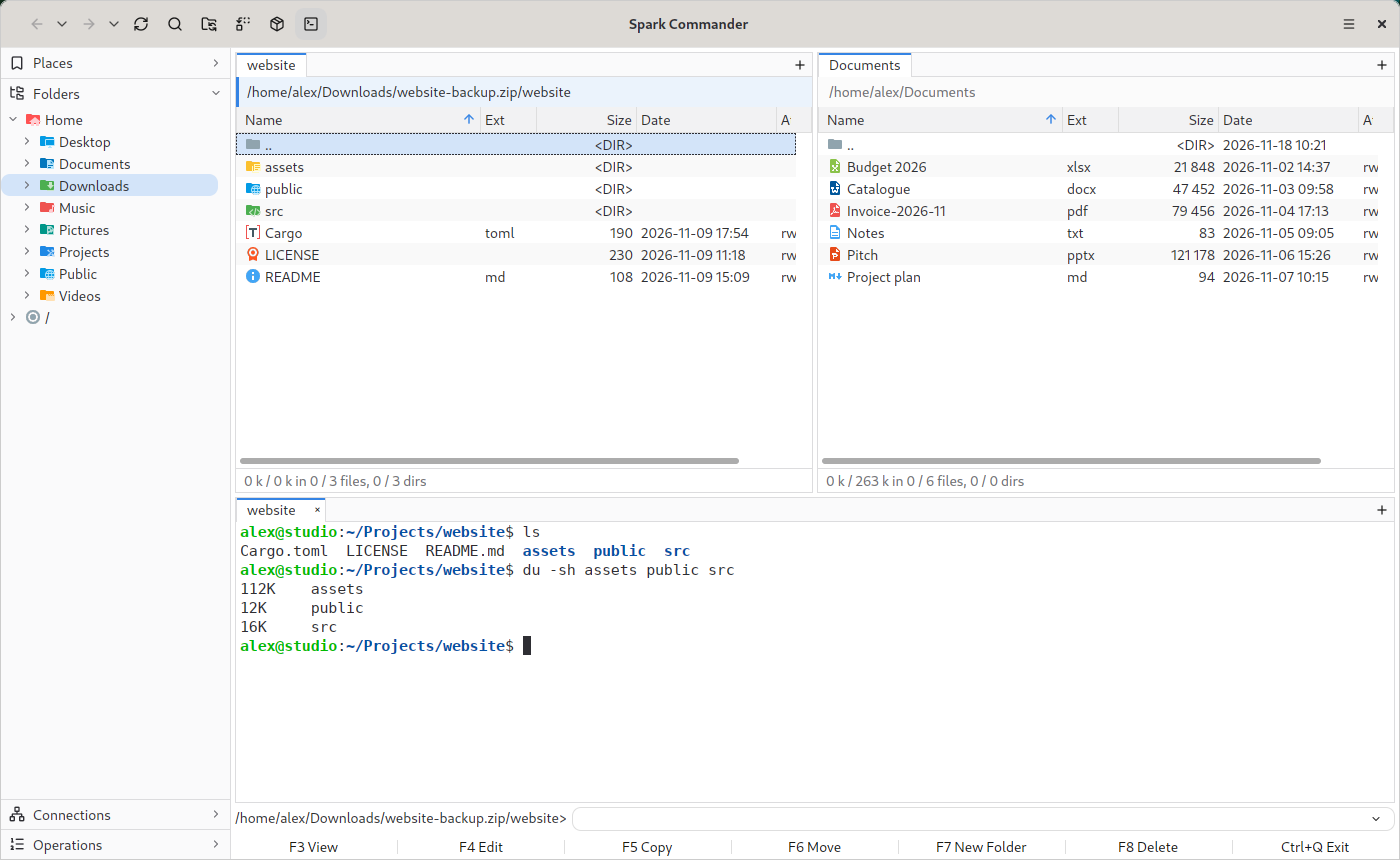 Spark Commander
Places
Folders
Home
Desktop
Documents
Downloads
Music
Pictures
Projects
Public
Videos
/
Connections
Operations
website
/home/alex/Downloads/website-backup.zip/website
Name Ext Size Date
.. <DIR>
assets <DIR>
public <DIR>
src <DIR>
Cargo toml 190 2026-11-09 17:54 rw
LICENSE 230 2026-11-09 11:18 rw
README md 108 2026-11-09 15:09 rw
0 k / 0 k in 0 / 3 files, 0 / 3 dirs
Documents
/home/alex/Documents
Name Ext Size Date
.. <DIR> 2026-11-18 10:21
Budget 2026 xlsx 21 848 2026-11-02 14:37 rw
Catalogue docx 47 452 2026-11-03 09:58 rw
Invoice-2026-11 pdf 79 456 2026-11-04 17:13 rw
Notes txt 83 2026-11-05 09:05 rw
Pitch pptx 121 178 2026-11-06 15:26 rw
Project plan md 94 2026-11-07 10:15 rw
0 k / 263 k in 0 / 6 files, 0 / 0 dirs
website
alex@studio:~/Projects/website$ ls
Cargo.toml LICENSE README.md assets public src
alex@studio:~/Projects/website$ du -sh assets public src
112K assets
12K public
16K src
alex@studio:~/Projects/website$
/home/alex/Downloads/website-backup.zip/website>
F3 View F4 Edit F5 Copy F6 Move F7 New Folder F8 Delete Ctrl+Q Exit